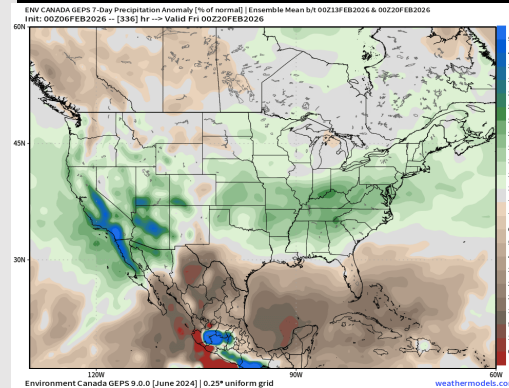 ENV CANADA GEPS 7-Day Precipitation Anomaly [% of normal] | Ensemble Mean b/t 00Z13FEB2026 & 00Z20FEB2026
Init: 00Z06FEB2026 -- [336] hr --> Valid Fri 00Z20FEB2026
60N
45N
30N
120W
90W
60W
Environment Canada GEPS 9.0.0 [June 2024] | 0.25° uniform grid
weathermodels.co